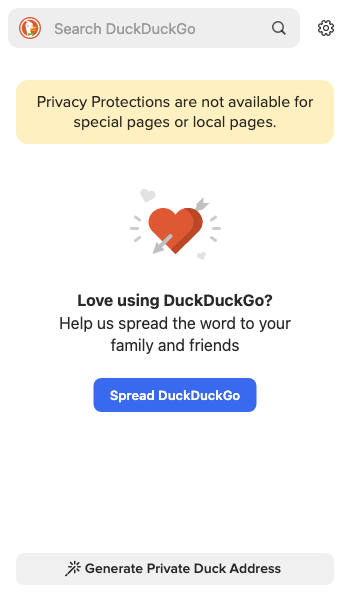 Search DuckDuckGo
Privacy Protections are not available for
special pages or local pages.
Love using DuckDuckGo?
Help us spread the word to your
family and friends
Spread DuckDuckGo
Generate Private Duck Address